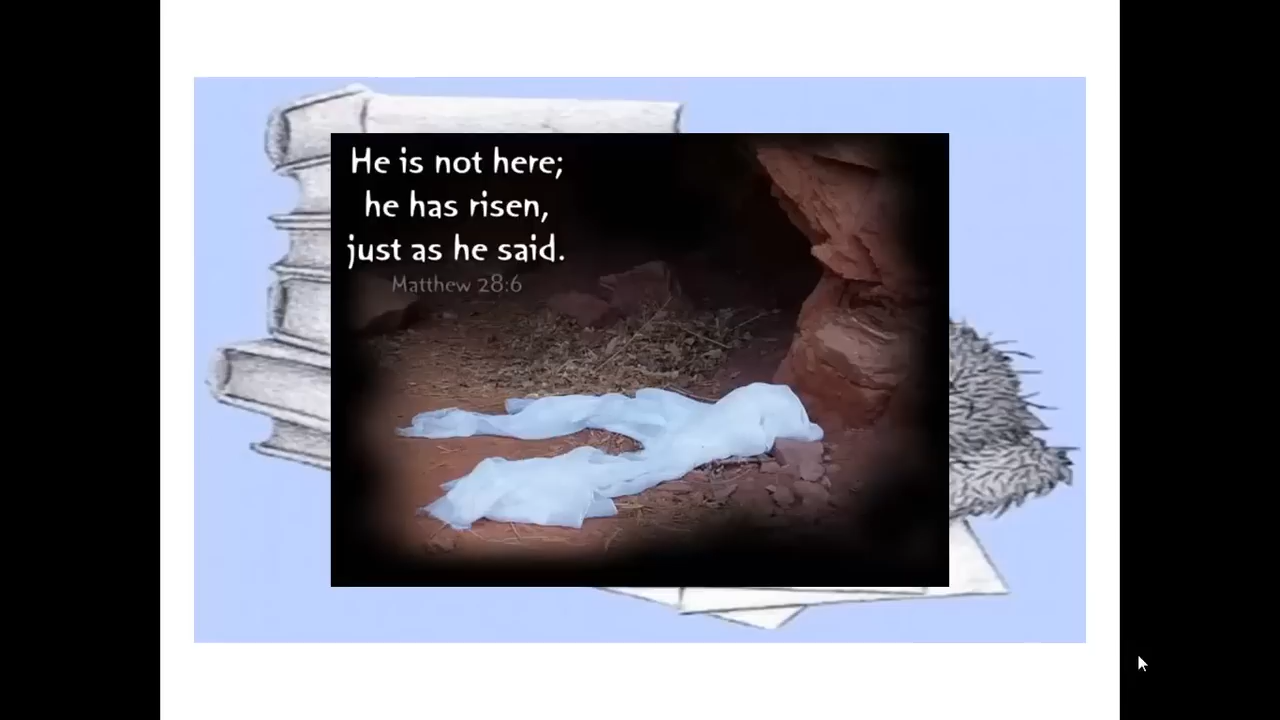 He is not here;
he has risen,
just as he said.
Matthew 28:6